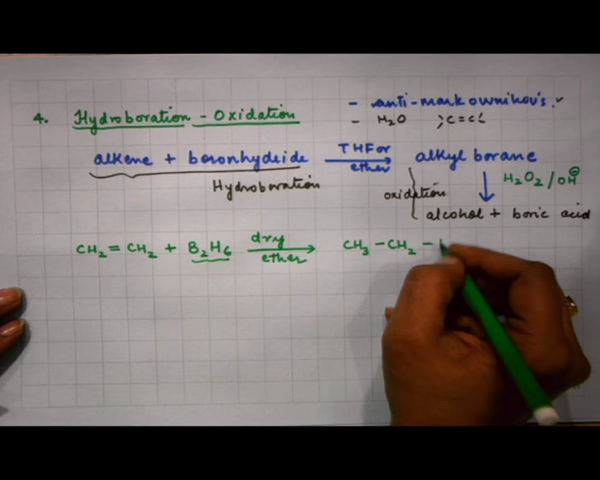 4. Hydroboration - Oxidation
- anti-markownikov's.
- H₂O >C=C<
alkene + boronhydride THF or ether → alkyl borane
Hydroboration
oxidation ↓ H₂O₂ / OH⊖
alcohol + boric acid
CH₂ = CH₂ + B₂H₆ dry ether → CH₃ - CH₂ -